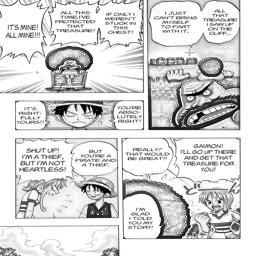 ALL
THAT
TREASURE
I SAW UP
ON THE
CLIFF...
I JUST
CAN'T BRING
MYSELF
TO PART
WITH IT.
IF ONLY I
WEREN'T
STUCK IN
THIS
CHEST!
ALL THIS
TIME I'VE
PROTECTED
THAT
TREASURE!
IT'S MINE!
ALL MINE!!!
YOU'RE
ABSO-
LUTELY
RIGHT!
IT'S
RIGHT-
FULLY
YOURS!!
GAIMON!
I'LL GO UP THERE
AND GET THAT
TREASURE FOR
YOU!
REALLY?
THAT WOULD
BE GREAT!!
I'M
GLAD I
TOLD YOU
MY STORY!
BUT
YOU'RE A
PIRATE AND
A THIEF.
SHUT UP!
I'M A THIEF,
BUT I'M NOT
HEARTLESS!